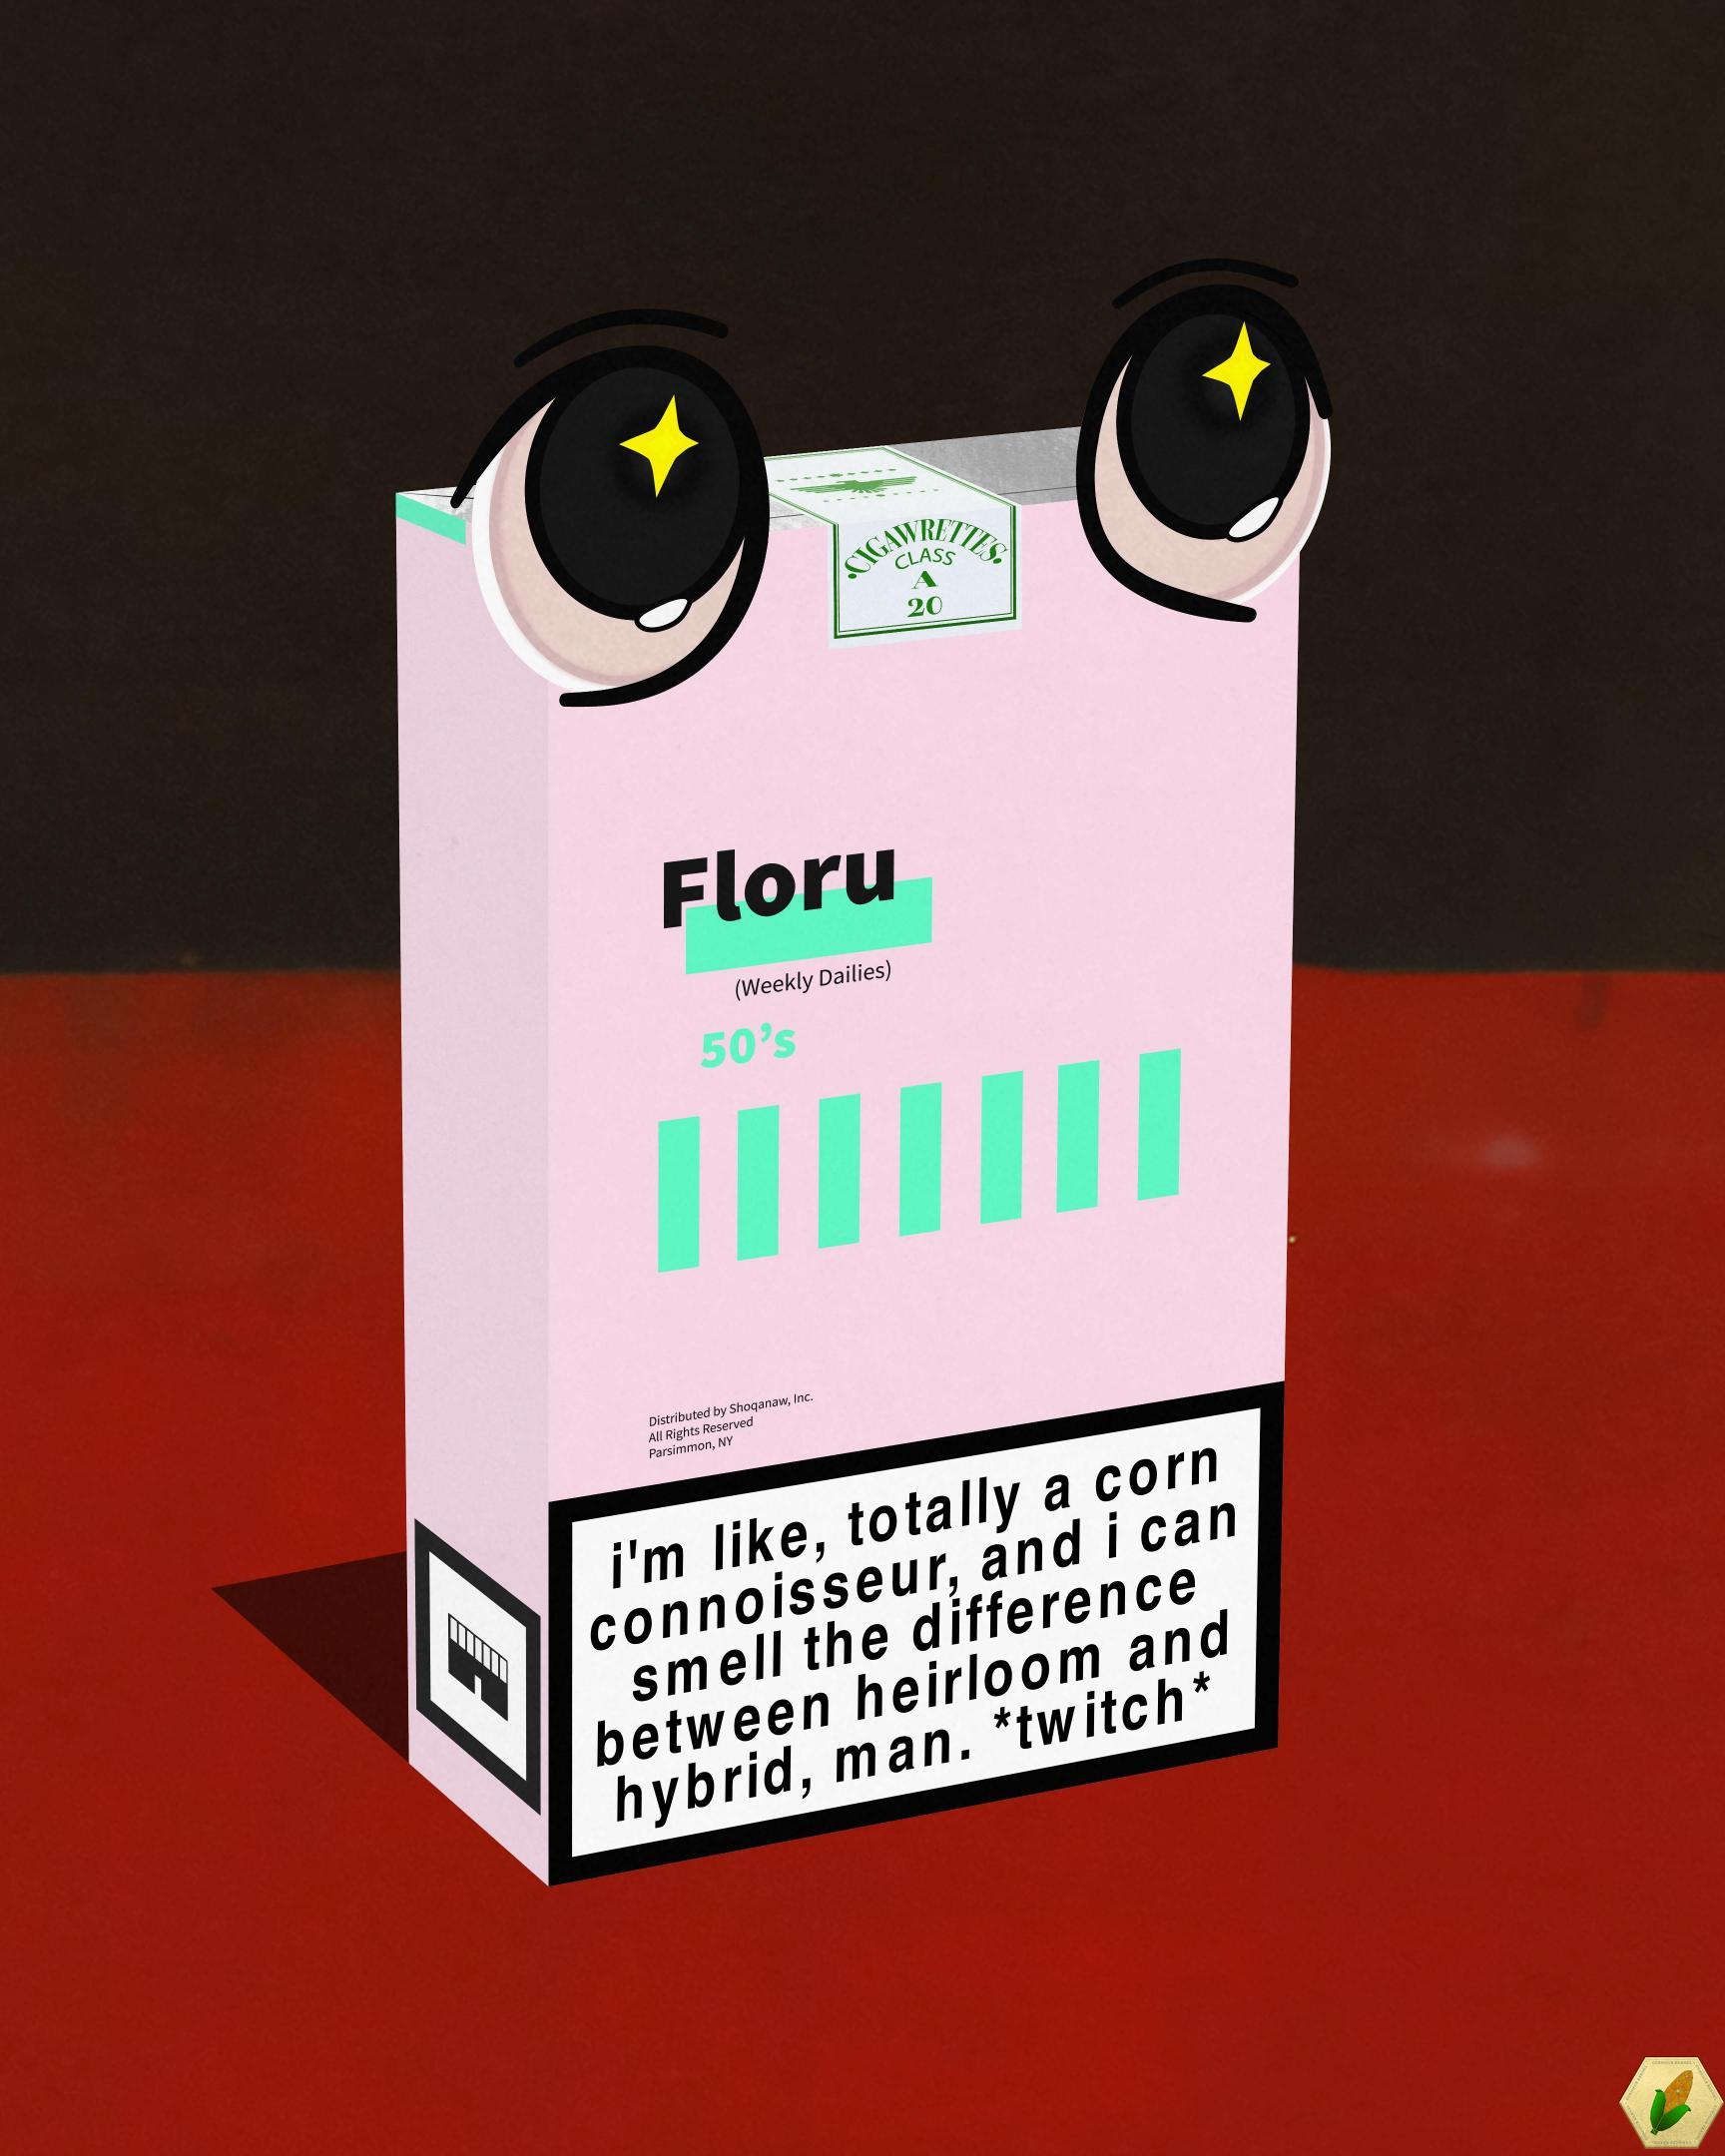 ·CIGAWRETTES·
CLASS
A
20
Floru
(Weekly Dailies)
50's
Distributed by Shoqanaw, Inc.
All Rights Reserved
Parsimmon, NY
i'm like, totally a corn
connoisseur, and i can
smell the difference
between heirloom and
hybrid, man. *twitch*